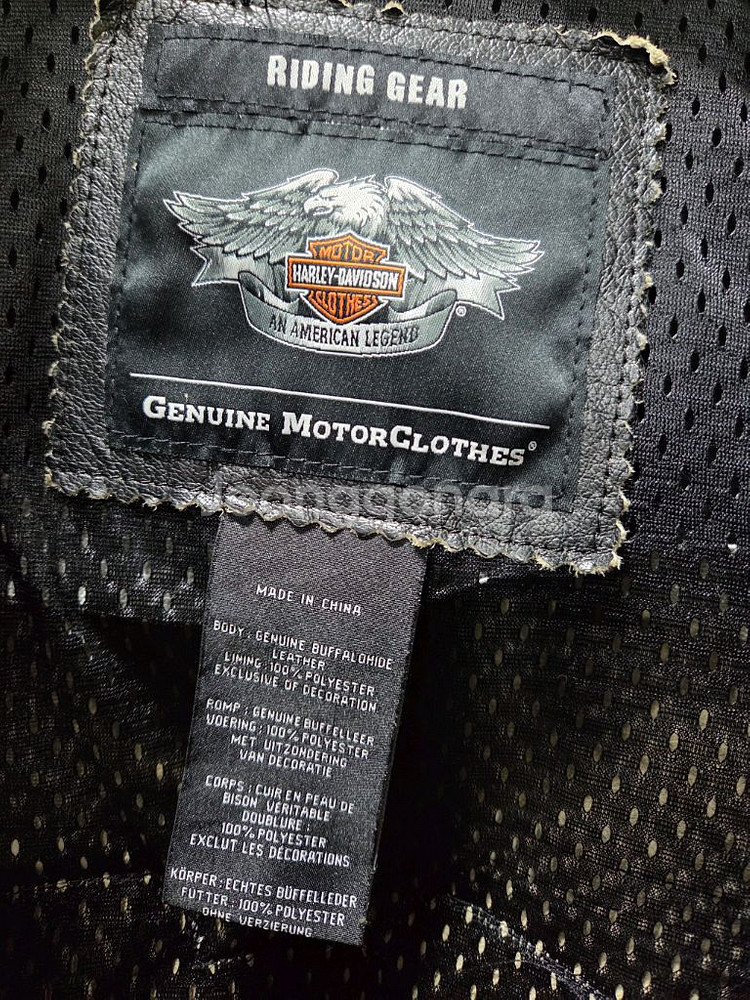 RIDING GEAR
MOTOR
HARLEY-DAVIDSON
CLOTHES
AN AMERICAN LEGEND
®
GENUINE MOTORCLOTHES®
MADE IN CHINA
BODY : GENUINE BUFFALOHIDE
LEATHER
LINING : 100% POLYESTER
EXCLUSIVE OF DECORATION
ROMP : GENUINE BUFFELLEER
VOERING : 100% POLYESTER
MET UITZONDERING
VAN DECORATIE
CORPS : CUIR EN PEAU DE
BISON VERITABLE
DOUBLURE :
100% POLYESTER
EXCLUT LES DÉCORATIONS
KÖRPER : ECHTES BÜFFELLEDER
FUTTER : 100% POLYESTER
OHNE VERZIERUNG